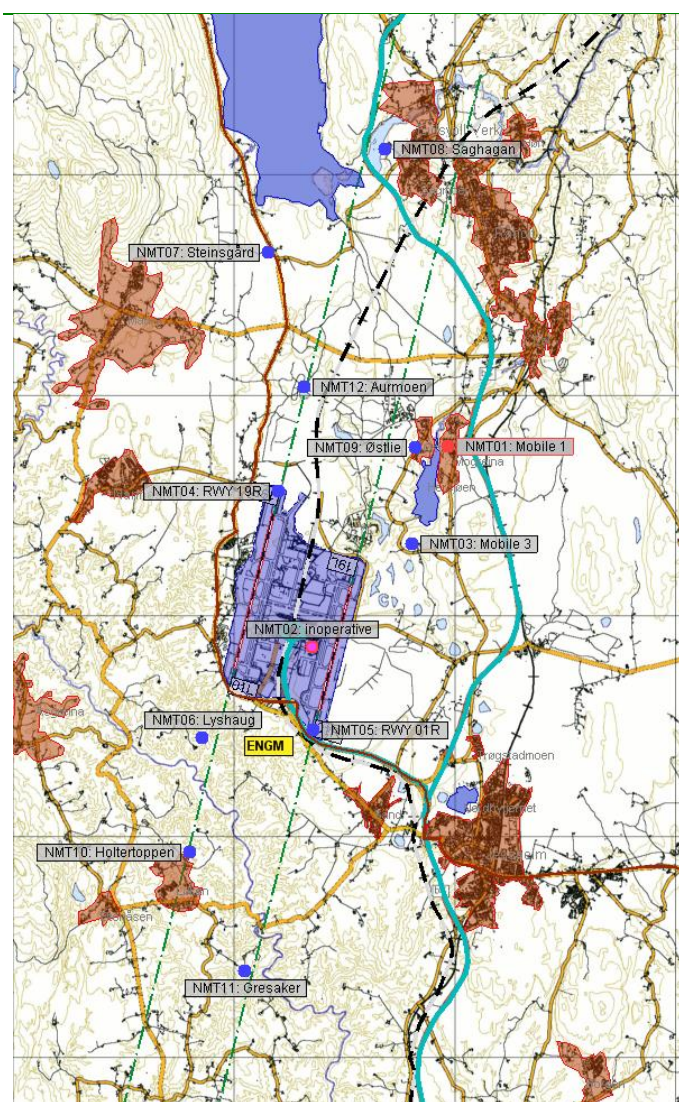 NMT08: Saghagan
NMT07: Steinsgård
NMT12: Aurmoen
NMT09: Østlie
NMT01: Mobile 1
NMT04: RWY 19R
NMT03: Mobile 3
19L
NMT02: inoperative
01L
NMT06: Lyshaug
NMT05: RWY 01R
ENGM
NMT10: Holtertoppen
NMT11: Gresaker